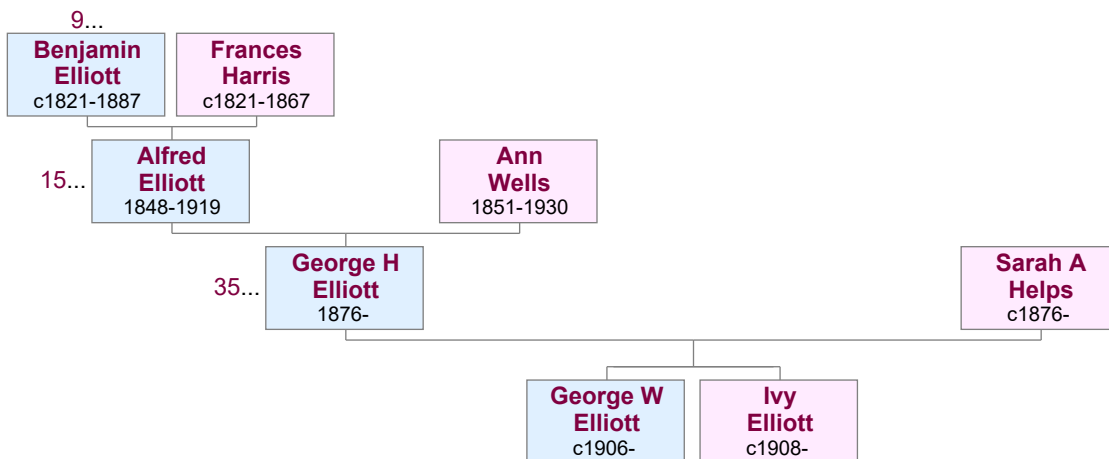 9...
Benjamin
Elliott
c1821-1887
Frances
Harris
c1821-1867
15...
Alfred
Elliott
1848-1919
Ann
Wells
1851-1930
35...
George H
Elliott
1876-
Sarah A
Helps
c1876-
George W
Elliott
c1906-
Ivy
Elliott
c1908-